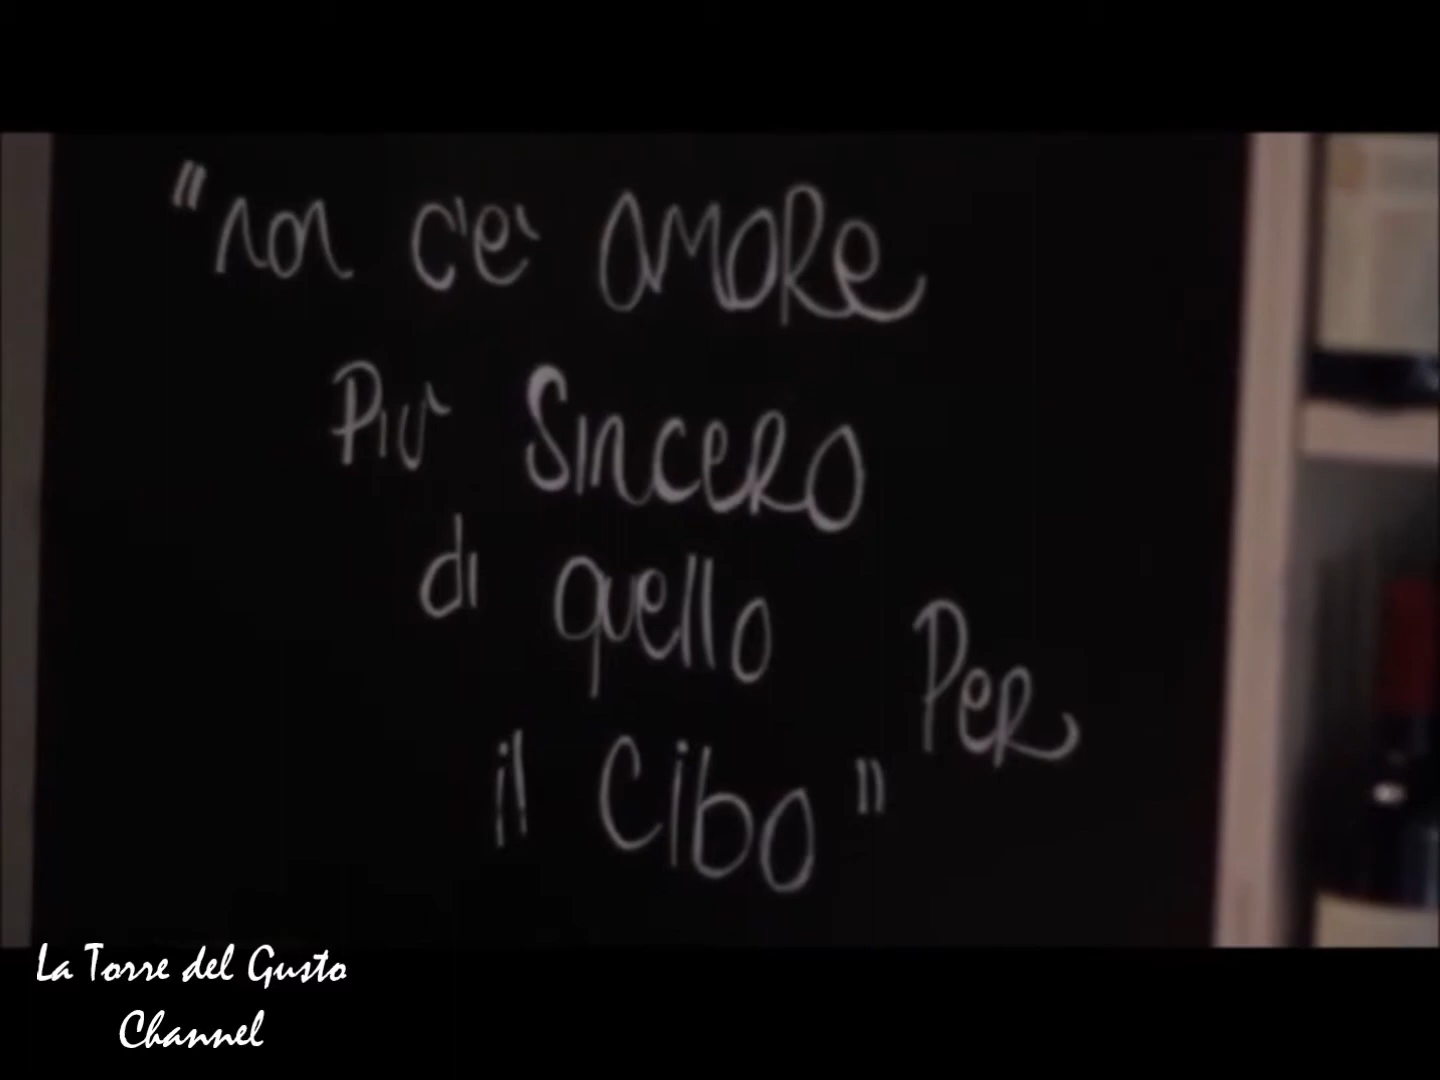 "non c'è amore
Più Sincero
di quello Per
il Cibo"
La Torre del Gusto
Channel